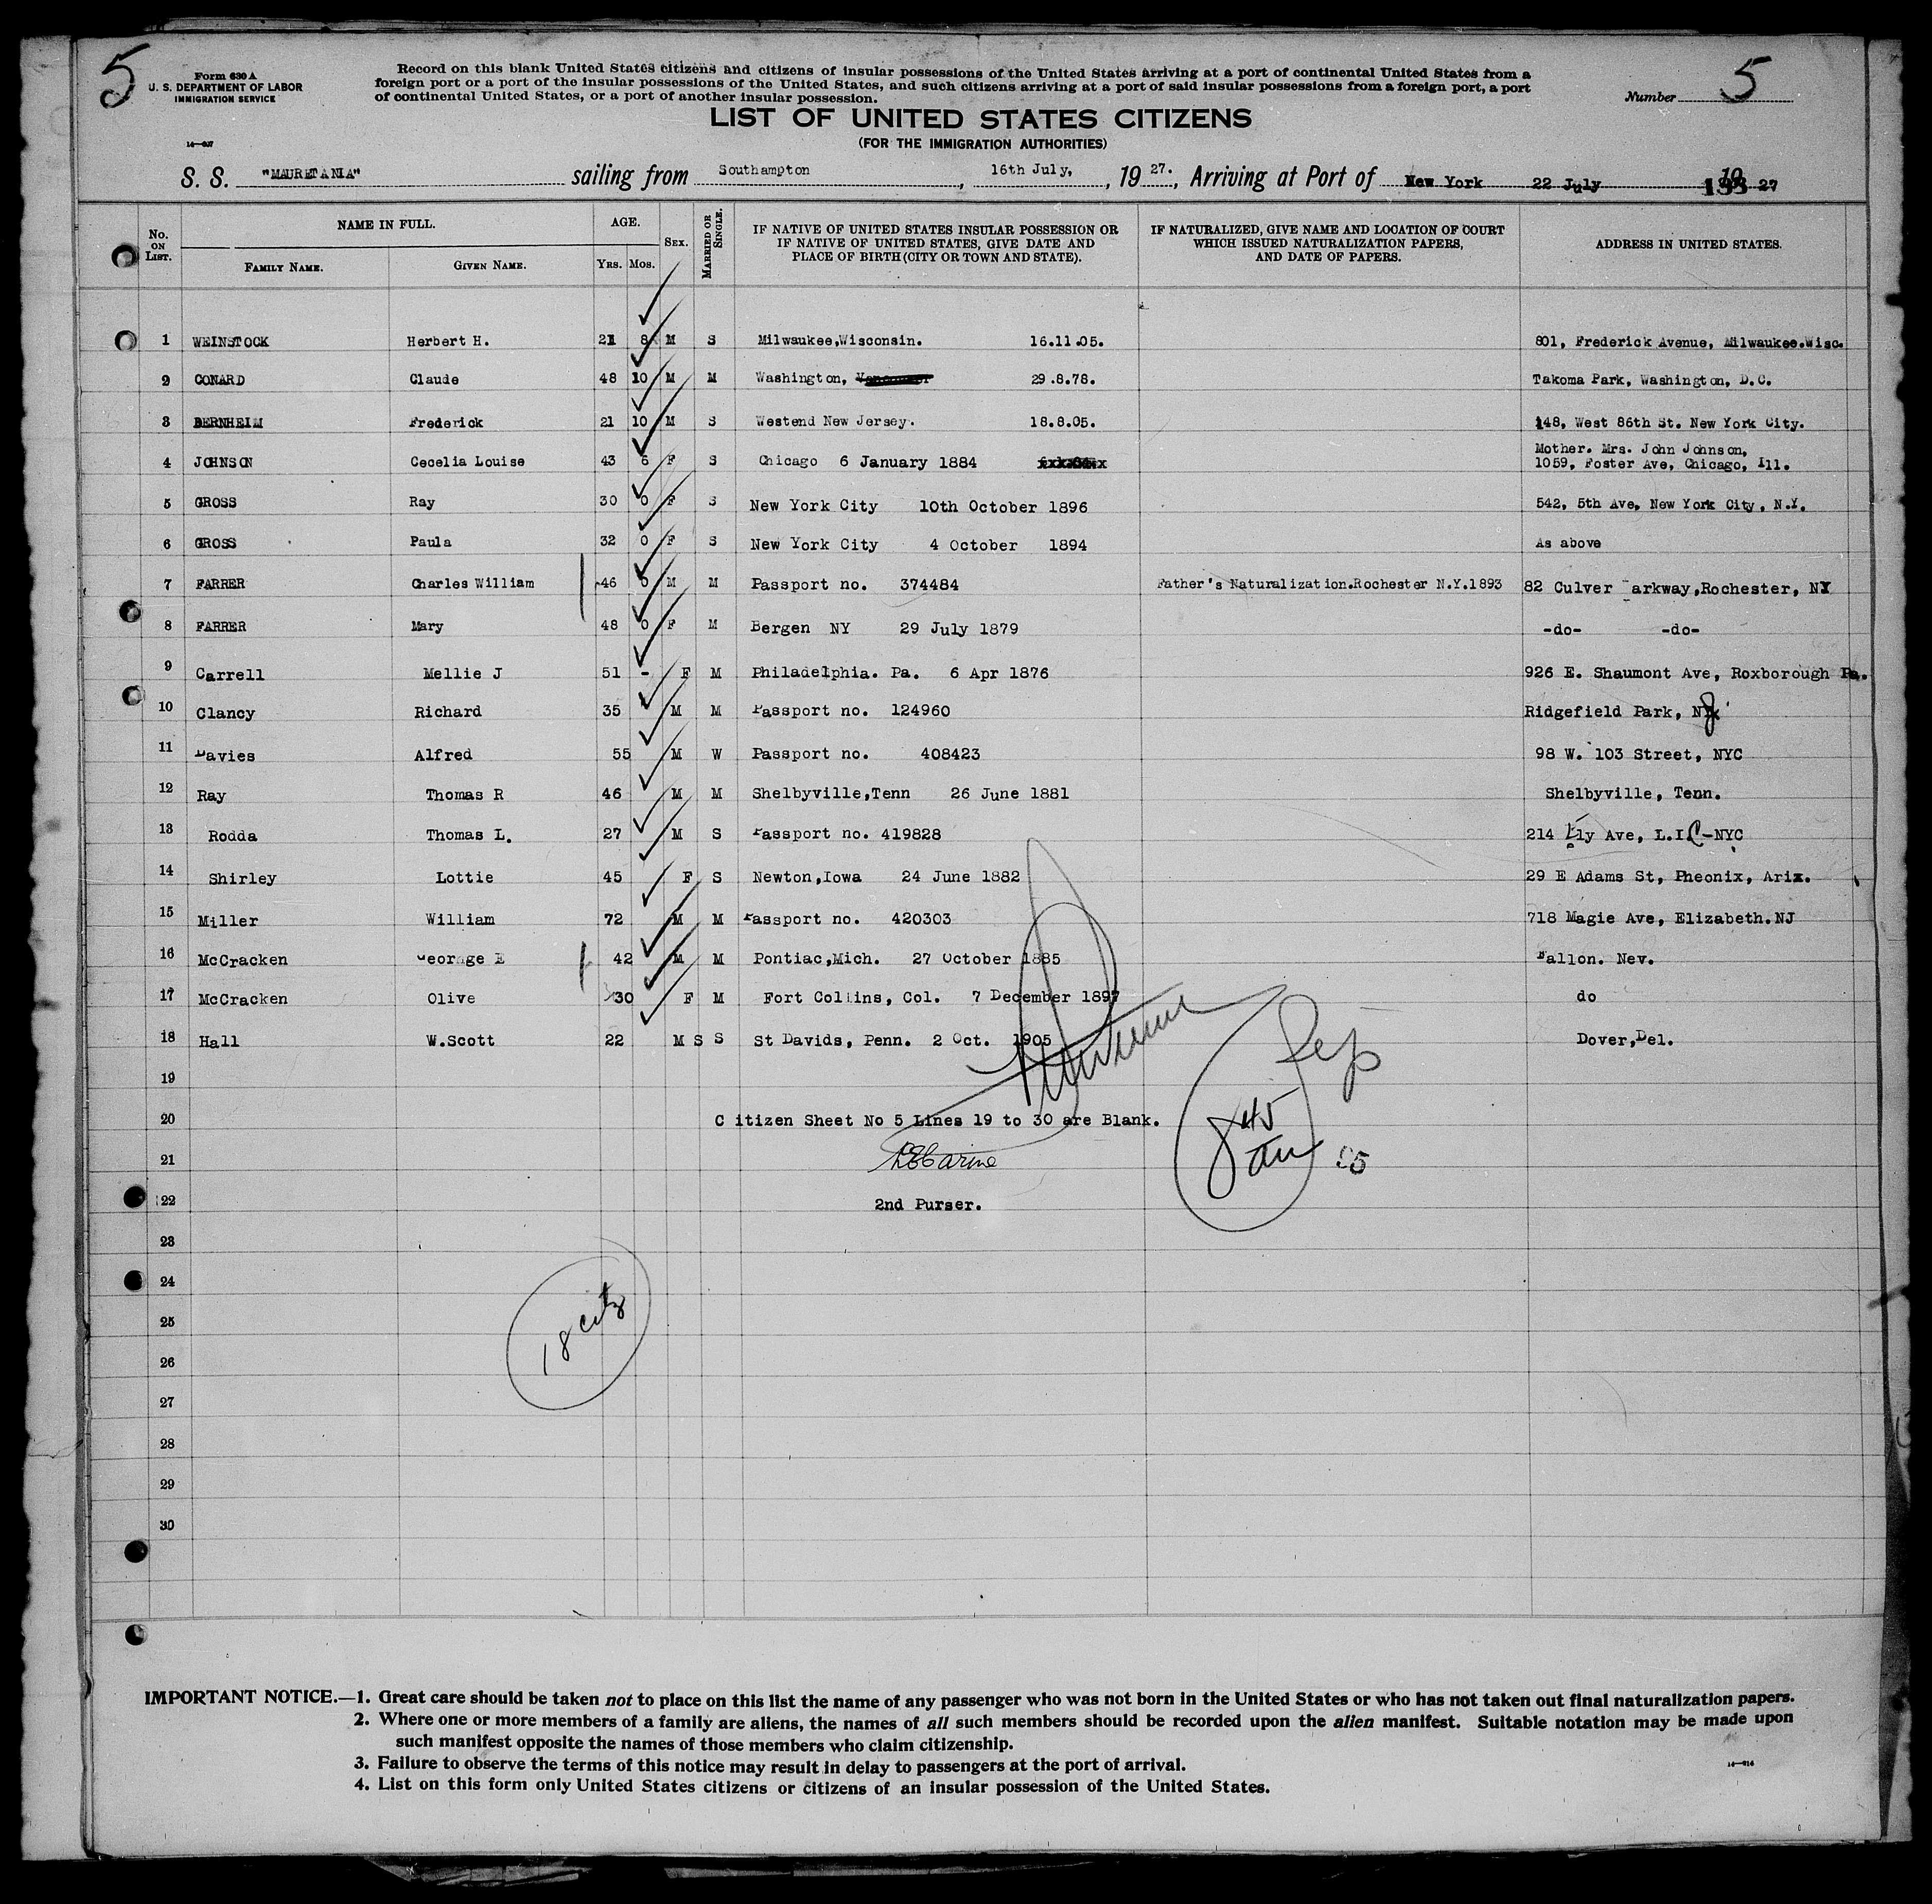 5
Form 630 A
U. S. DEPARTMENT OF LABOR
IMMIGRATION SERVICE
14—637
Record on this blank United States citizens and citizens of insular possessions of the United States arriving at a port of continental United States from a
foreign port or a port of the insular possessions of the United States, and such citizens arriving at a port of said insular possessions from a foreign port, a port
of continental United States, or a port of another insular possession.
Number 5
LIST OF UNITED STATES CITIZENS
(FOR THE IMMIGRATION AUTHORITIES)
S. S. "MAURETANIA" sailing from Southampton, 16th July, 1927., Arriving at Port of New York 22 July 19 27
No. ON LIST. NAME IN FULL. AGE. SEX. MARRIED OR SINGLE. IF NATIVE OF UNITED STATES INSULAR POSSESSION OR IF NATIVE OF UNITED STATES, GIVE DATE AND PLACE OF BIRTH (CITY OR TOWN AND STATE). IF NATURALIZED, GIVE NAME AND LOCATION OF COURT WHICH ISSUED NATURALIZATION PAPERS, AND DATE OF PAPERS. ADDRESS IN UNITED STATES.
FAMILY NAME. GIVEN NAME. YRS. MOS.
1 WEINSTOCK Herbert H. 21 8 M S Milwaukee,Wisconsin. 16.11.05. 801, Frederick Avenue, Milwaukee.Wisc.
2 CONARD Claude 48 10 M M Washington, 29.8.78. Takoma Park, Washington, D.C.
3 BERNHEIM Frederick 21 10 M S Westend New Jersey. 18.8.05. 148, West 86th St. New York City.
4 JOHNSON Cecelia Louise 43 6 F S Chicago 6 January 1884 Mother. Mrs. John Johnson,
1059, Foster Ave, Chicago, Ill.
5 GROSS Ray 30 0 F S New York City 10th October 1896 542, 5th Ave, New York City, N.Y.
6 GROSS Paula 32 0 F S New York City 4 October 1894 As above
7 FARRER Charles William 46 0 M M Passport no. 374484 Father's Naturalization.Rochester N.Y.1893 82 Culver Parkway,Rochester, NY
8 FARRER Mary 48 0 F M Bergen NY 29 July 1879 -do- -do-
9 Carrell Mellie J 51 - F M Philadelphia. Pa. 6 Apr 1876 926 E. Shaumont Ave, Roxborough Pa.
10 Clancy Richard 35 M M Passport no. 124960 Ridgefield Park, NJ
11 Davies Alfred 55 M W Passport no. 408423 98 W. 103 Street, NYC
12 Ray Thomas R 46 M M Shelbyville,Tenn 26 June 1881 Shelbyville, Tenn.
13 Rodda Thomas L. 27 M S Passport no. 419828 214 Ely Ave, L.I.C-NYC
14 Shirley Lottie 45 F S Newton,Iowa 24 June 1882 29 E Adams St, Pheonix, Ariz.
15 Miller William 72 M M Passport no. 420303 718 Magie Ave, Elizabeth.NJ
16 McCracken George E 42 M M Pontiac,Mich. 27 October 1885 Fallon. Nev.
17 McCracken Olive 30 F M Fort Collins, Col. 7 December 1897 do
18 Hall W.Scott 22 M S S St Davids, Penn. 2 Oct. 1905 Dover,Del.
19
20 C itizen Sheet No 5 Lines 19 to 30 are Blank.
21
22 2nd Purser.
23
24
25
18 citz
26
27
28
29
30
IMPORTANT NOTICE.—1. Great care should be taken not to place on this list the name of any passenger who was not born in the United States or who has not taken out final naturalization papers.
2. Where one or more members of a family are aliens, the names of all such members should be recorded upon the alien manifest. Suitable notation may be made upon
such manifest opposite the names of those members who claim citizenship.
3. Failure to observe the terms of this notice may result in delay to passengers at the port of arrival.
4. List on this form only United States citizens or citizens of an insular possession of the United States.
14—614